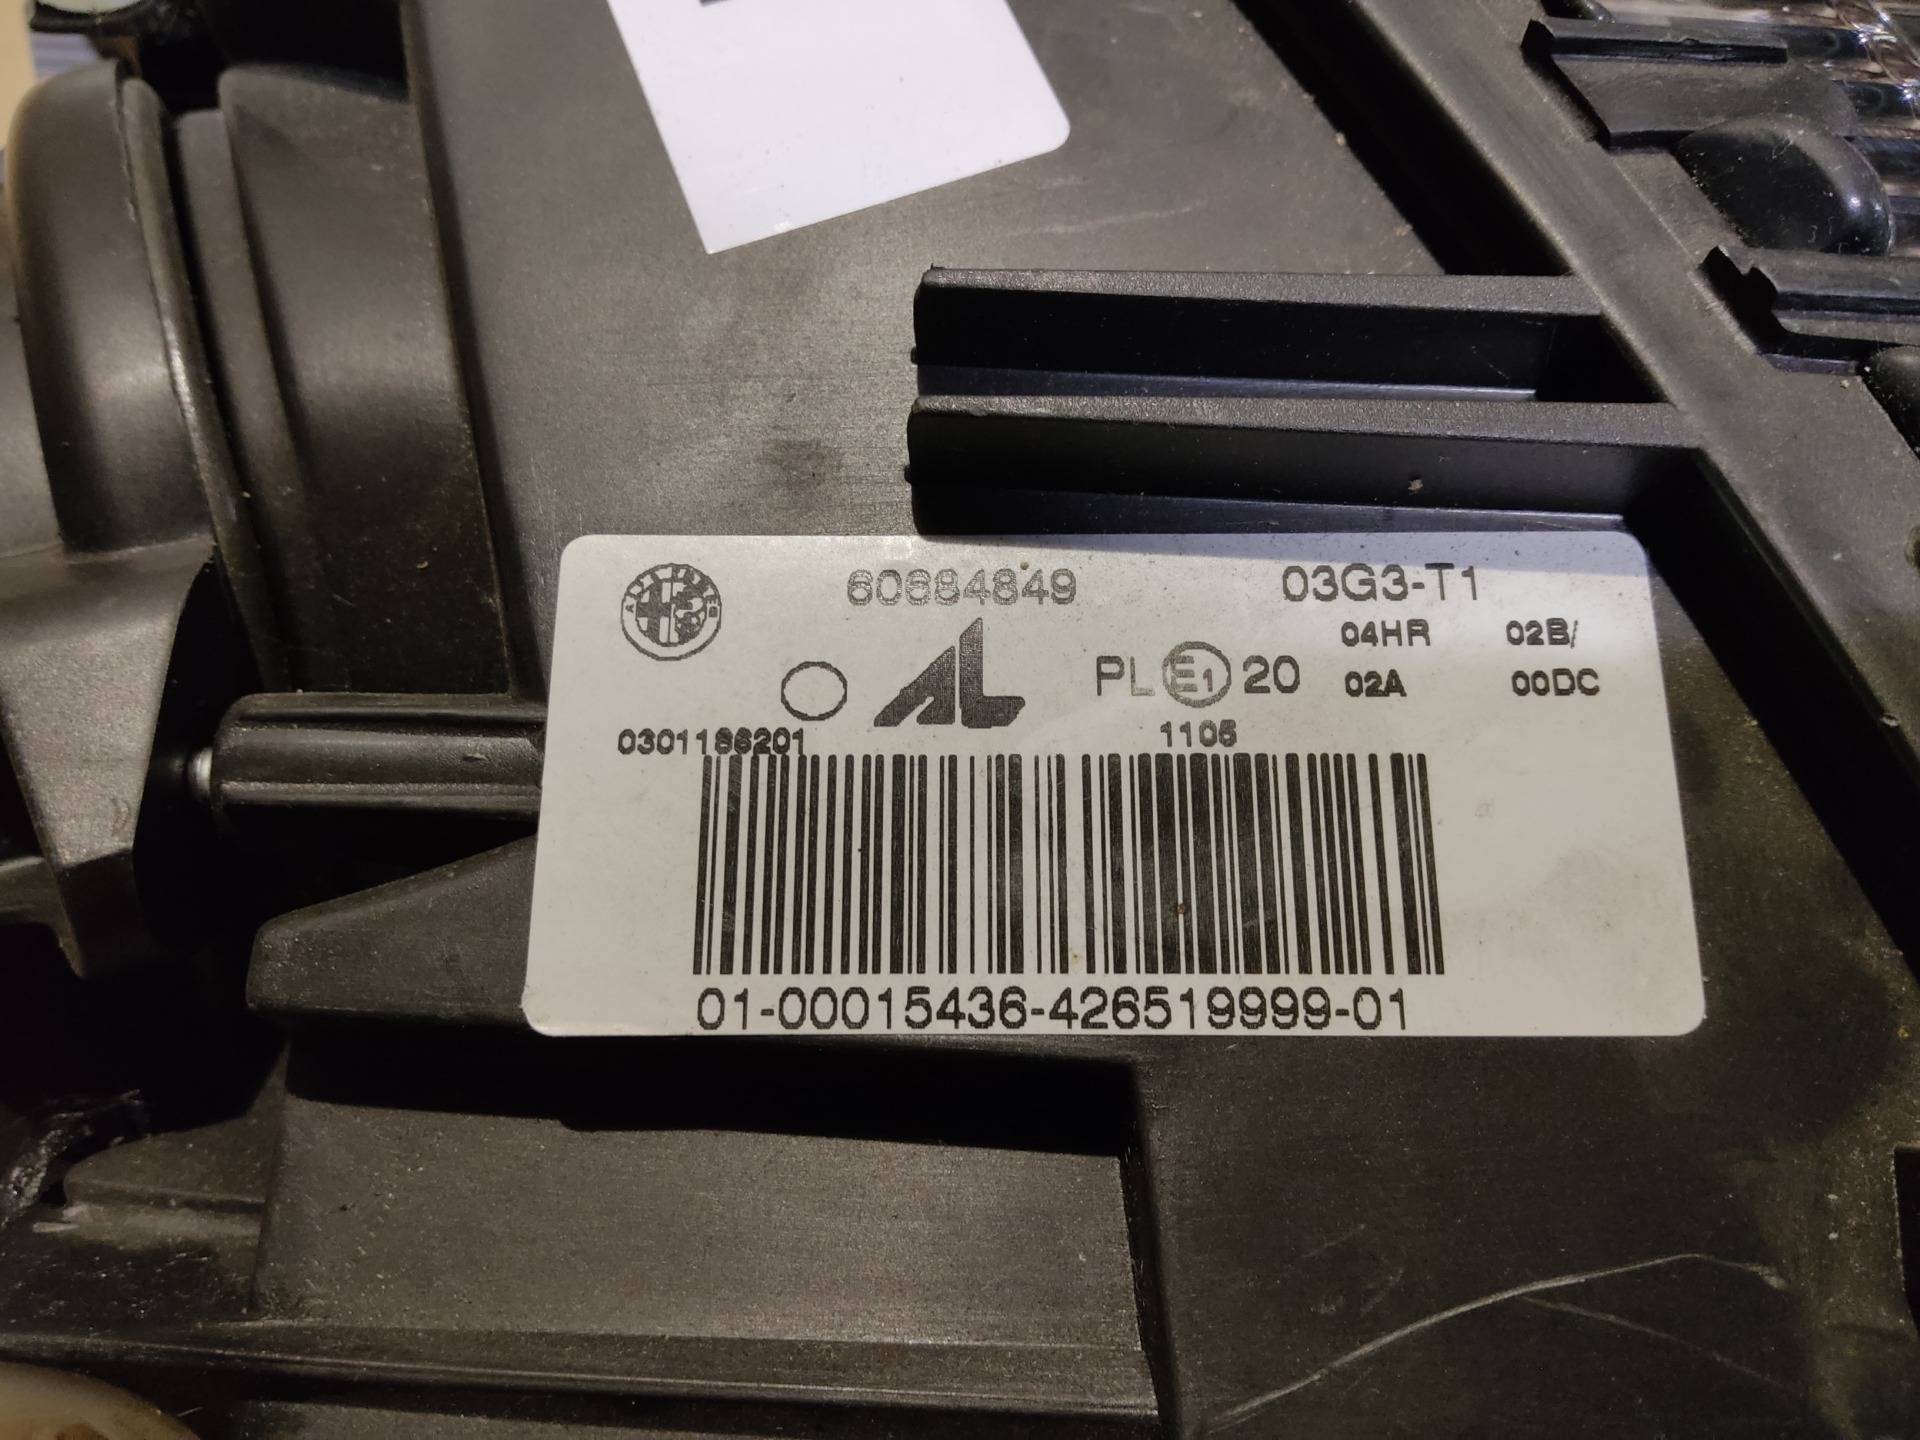 60684849 03G3-T1
04HR 02B/
PL E1 20 02A 00DC
0301186201 1105
01-00015436-426519999-01